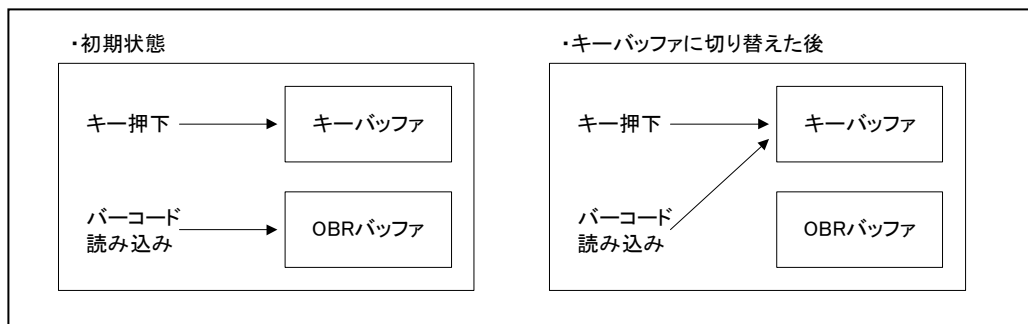 ・初期状態
キー押下
キーバッファ
バーコード
読み込み
OBRバッファ
・キーバッファに切り替えた後
キー押下
キーバッファ
バーコード
読み込み
OBRバッファ